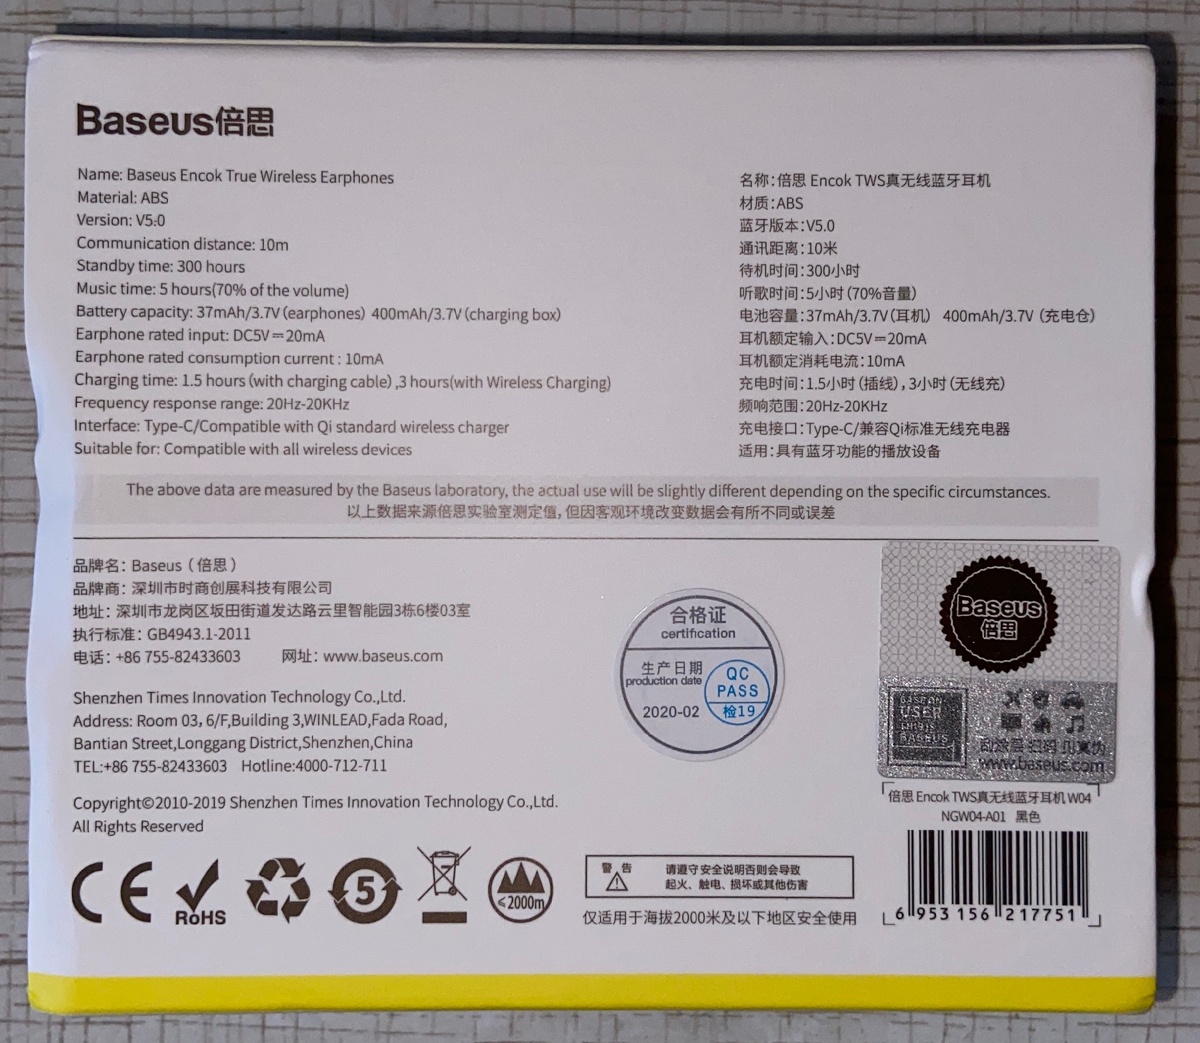 Baseus倍思
Name: Baseus Encok True Wireless Earphones
Material: ABS
Version: V5.0
Communication distance: 10m
Standby time: 300 hours
Music time: 5 hours(70% of the volume)
Battery capacity: 37mAh/3.7V (earphones) 400mAh/3.7V (charging box)
Earphone rated input: DC5V⎓20mA
Earphone rated consumption current : 10mA
Charging time: 1.5 hours (with charging cable) ,3 hours(with Wireless Charging)
Frequency response range: 20Hz-20KHz
Interface: Type-C/Compatible with Qi standard wireless charger
Suitable for: Compatible with all wireless devices
名称：倍思 Encok TWS真无线蓝牙耳机
材质：ABS
蓝牙版本：V5.0
通讯距离：10米
待机时间：300小时
听歌时间：5小时（70%音量）
电池容量：37mAh/3.7V（耳机） 400mAh/3.7V （充电仓）
耳机额定输入：DC5V⎓20mA
耳机额定消耗电流：10mA
充电时间：1.5小时（插线），3小时（无线充）
频响范围：20Hz-20KHz
充电接口：Type-C/兼容Qi标准无线充电器
适用：具有蓝牙功能的播放设备
The above data are measured by the Baseus laboratory, the actual use will be slightly different depending on the specific circumstances.
以上数据来源倍思实验室测定值，但因客观环境改变数据会有所不同或误差
品牌名：Baseus（倍思）
品牌商：深圳市时商创展科技有限公司
地址：深圳市龙岗区坂田街道发达路云里智能园3栋6楼03室
执行标准：GB4943.1-2011
电话：+86 755-82433603 网址：www.baseus.com
Shenzhen Times Innovation Technology Co.,Ltd.
Address: Room 03, 6/F,Building 3,WINLEAD,Fada Road,
Bantian Street,Longgang District,Shenzhen,China
TEL:+86 755-82433603 Hotline:4000-712-711
Copyright©2010-2019 Shenzhen Times Innovation Technology Co.,Ltd.
All Rights Reserved
合格证
certification
生产日期
production date
2020-02
QC
PASS
检19
Baseus
倍思
USER
BASEUS
刮涂层 扫码
www.baseus.com
倍思 Encok TWS真无线蓝牙耳机 W04
NGW04-A01 黑色
6 953156 217751
CE
RoHS
5
≤2000m
警 告
请遵守安全说明否则会导致
起火、触电、损坏或其他伤害
仅适用于海拔2000米及以下地区安全使用